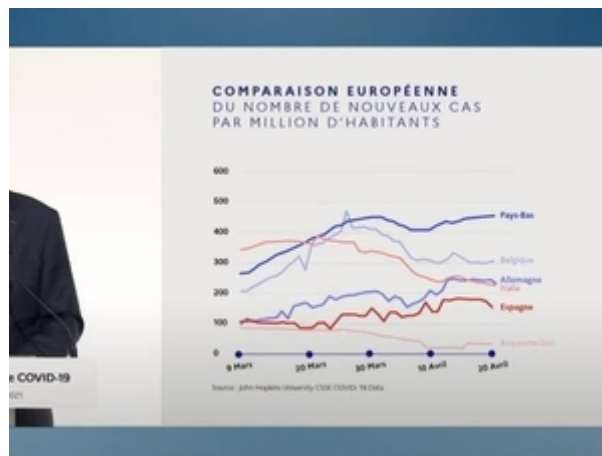 COMPARAISON EUROPÉENNE
DU NOMBRE DE NOUVEAUX CAS
PAR MILLION D'HABITANTS
600
500
400
300
200
100
0
Pays-Bas
Belgique
Allemagne
Italie
Espagne
Royaume-Uni
9 Mars
20 Mars
30 Mars
10 Avril
20 Avril
Source : John Hopkins University CSSE COVID-19 Data
e COVID-19
2021